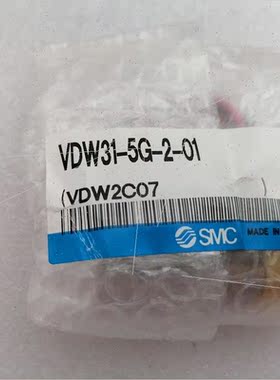 VDW31-5G-2-01
(VDW2C07
SMC
MADE IN